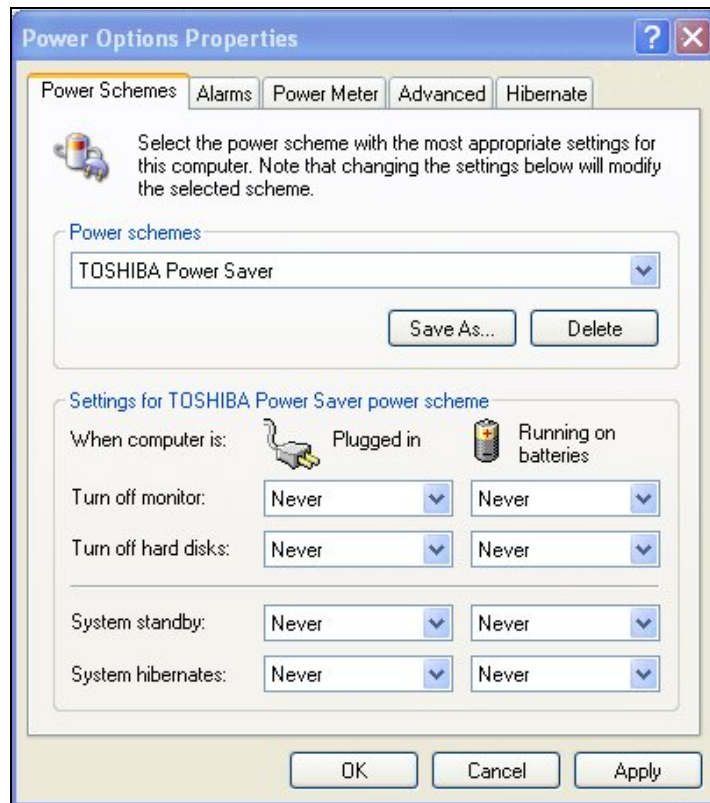 Power Options Properties
Power Schemes Alarms Power Meter Advanced Hibernate
Select the power scheme with the most appropriate settings for
this computer. Note that changing the settings below will modify
the selected scheme.
Power schemes
TOSHIBA Power Saver
Save As... Delete
Settings for TOSHIBA Power Saver power scheme
When computer is: Plugged in Running on
batteries
Turn off monitor: Never Never
Turn off hard disks: Never Never
System standby: Never Never
System hibernates: Never Never
OK Cancel Apply